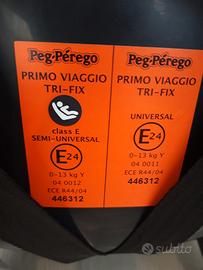 Peg-Pérego
PRIMO VIAGGIO
TRI-FIX
class E
SEMI-UNIVERSAL
E24
0-13 kg Y
04 0012
ECE R44/04
446312
Peg-Pérego
PRIMO VIAGGIO
TRI-FIX
UNIVERSAL
E24
0-13 kg Y
04 0011
ECE R44/04
446312
subito